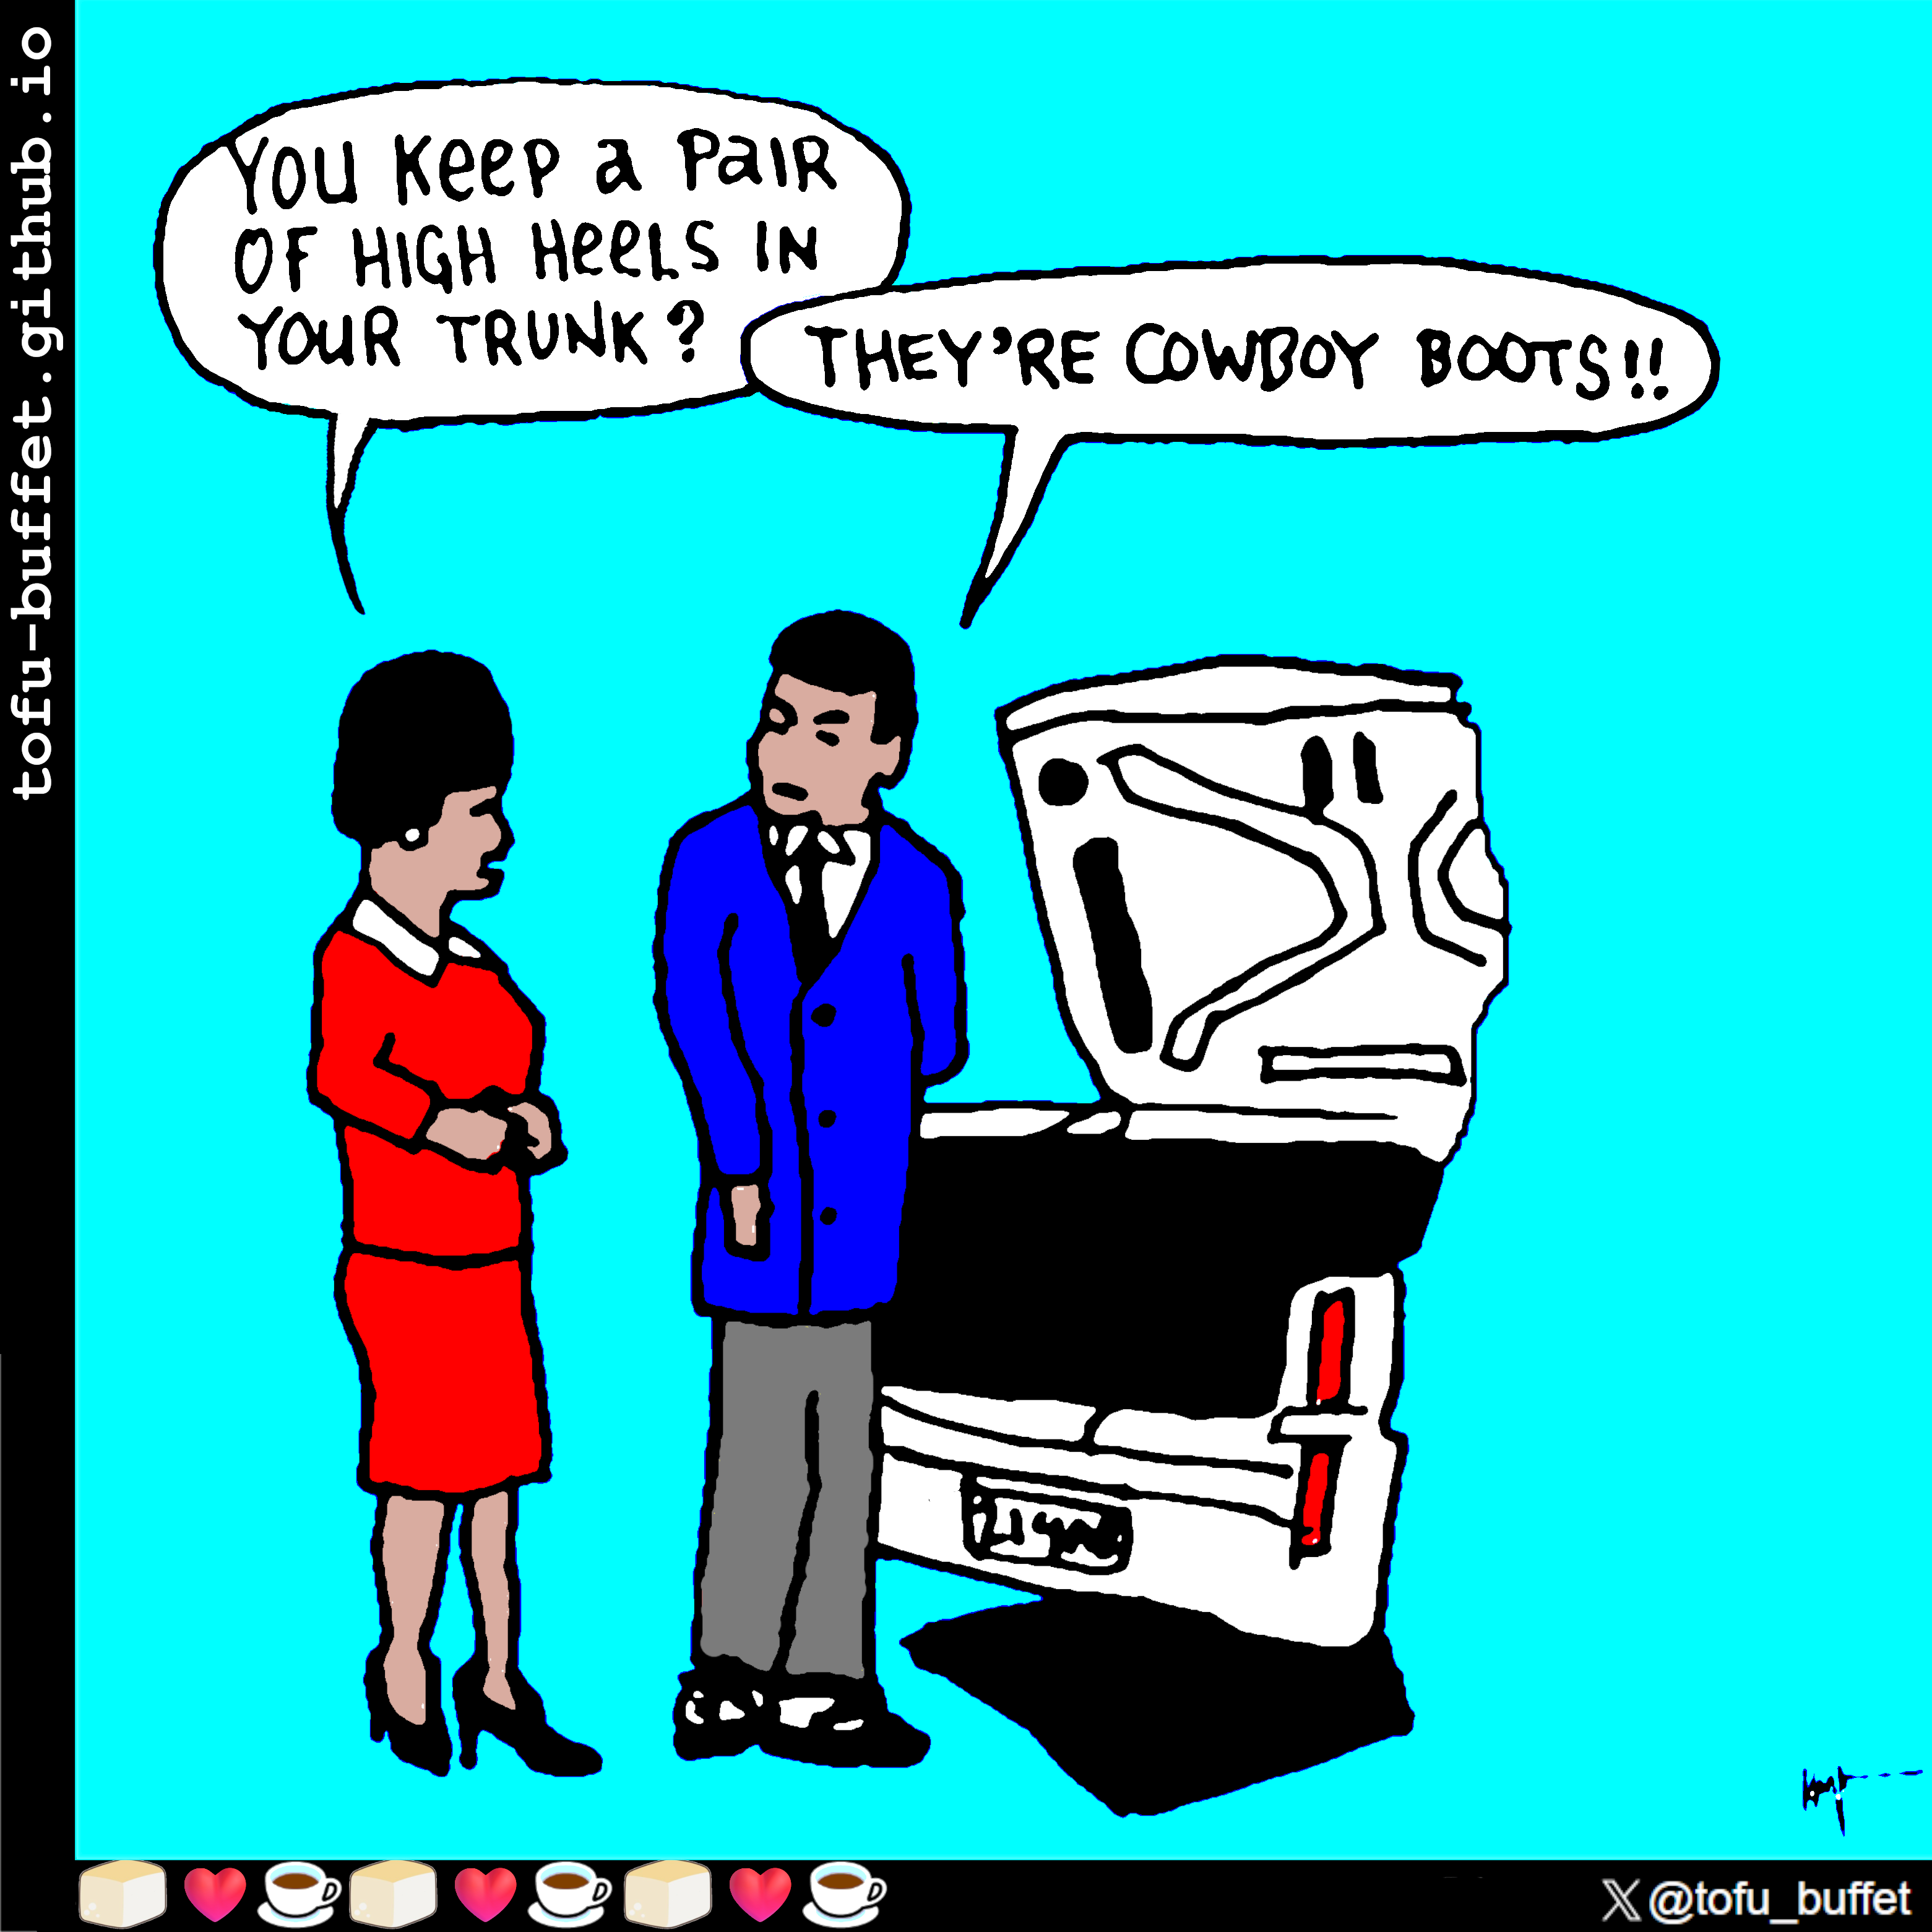 YOU KEEP A PAIR
OF HIGH HEELS IN
YOUR TRUNK?
THEY'RE COWBOY BOOTS!!
tofu-buffet.github.io
𝕏 @tofu_buffet